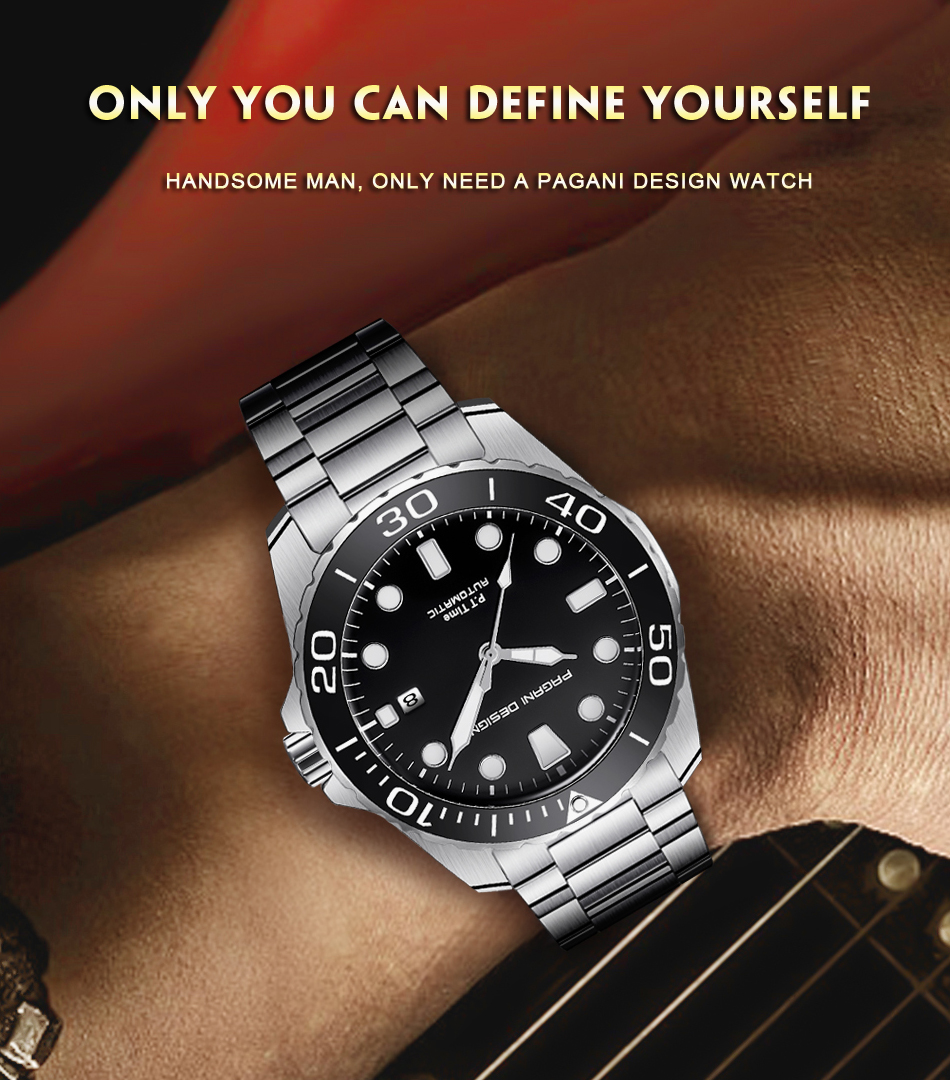 ONLY YOU CAN DEFINE YOURSELF
HANDSOME MAN, ONLY NEED A PAGANI DESIGN WATCH
30
40
20
50
10
P.T Time
AUTOMATIC
8
PAGANI DESIGN